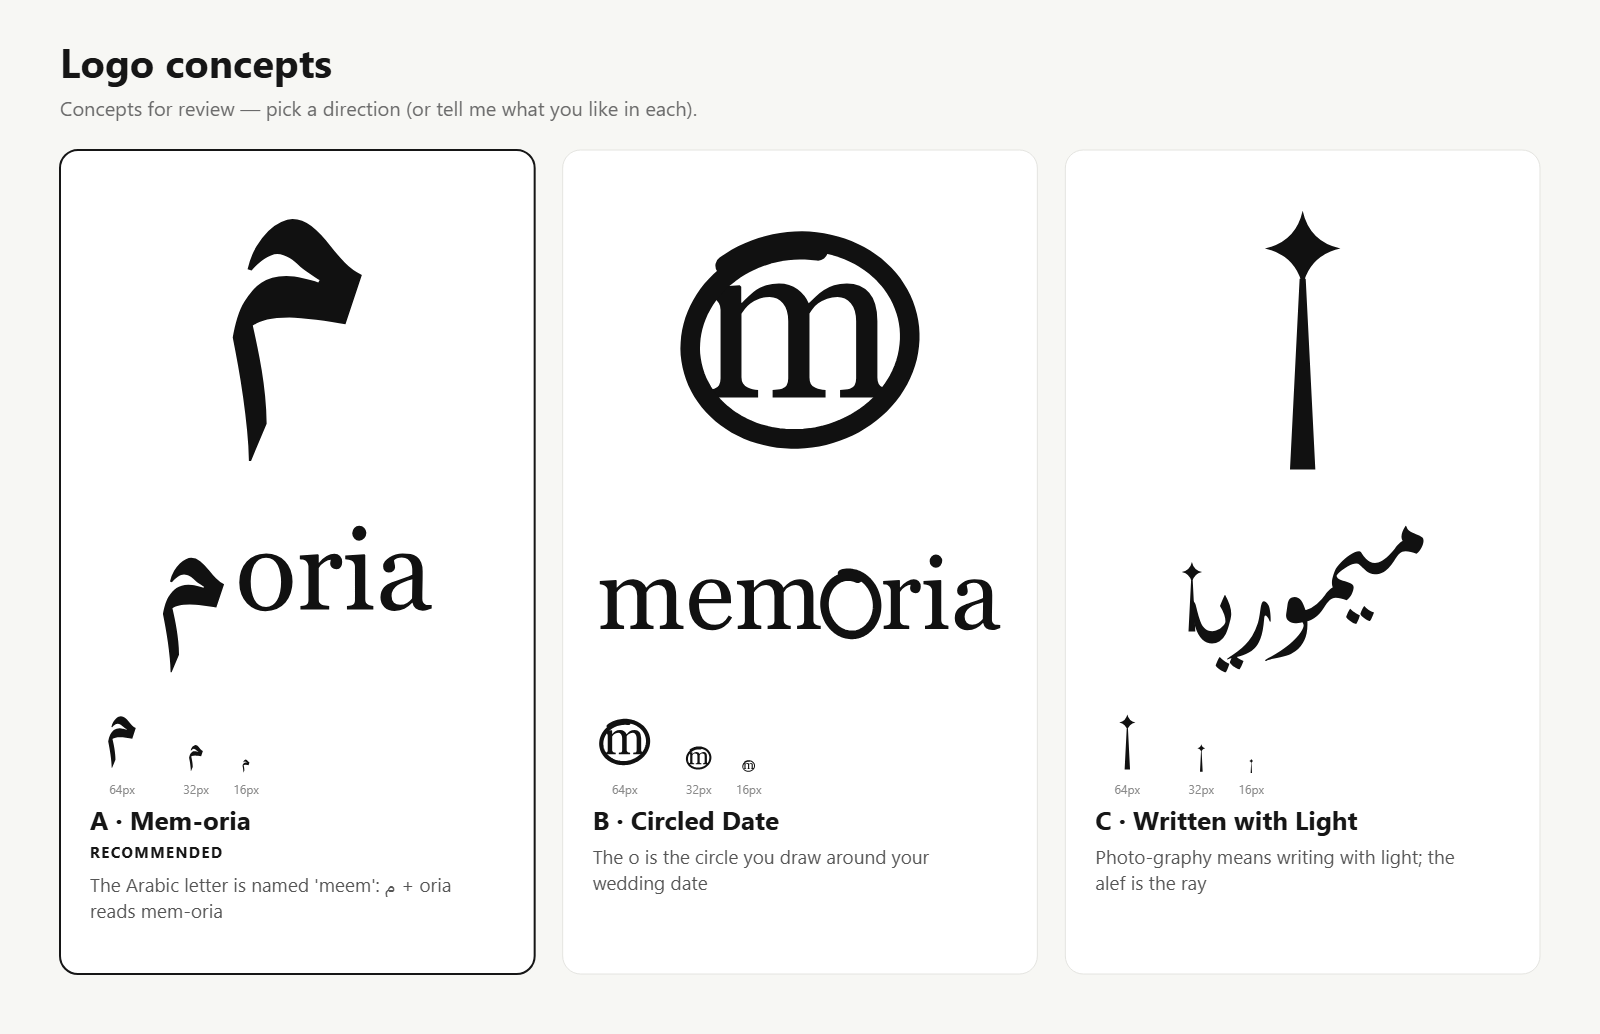 Logo concepts
Concepts for review — pick a direction (or tell me what you like in each).
م
مoria
64px 32px 16px
A · Mem-oria
RECOMMENDED
The Arabic letter is named 'meem': م + oria
reads mem-oria
m
memoria
64px 32px 16px
B · Circled Date
The o is the circle you draw around your
wedding date
ميموريا
64px 32px 16px
C · Written with Light
Photo-graphy means writing with light; the
alef is the ray